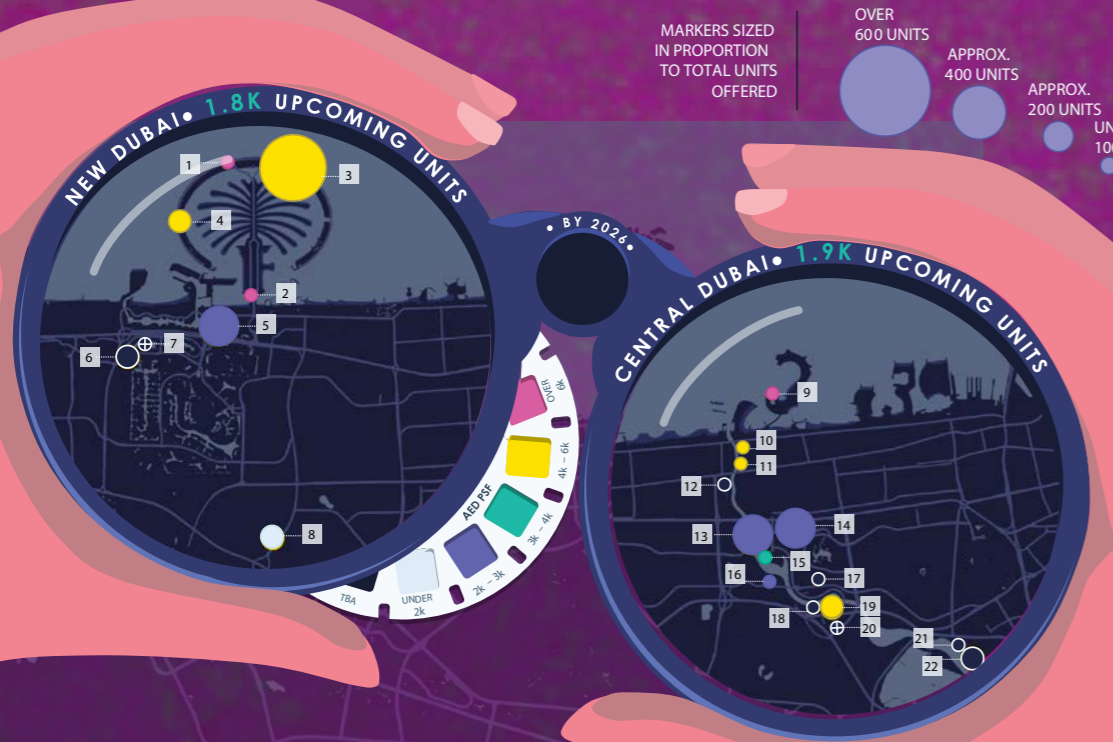 MARKERS SIZED
IN PROPORTION
TO TOTAL UNITS
OFFERED
OVER
600 UNITS
APPROX.
400 UNITS
APPROX.
200 UNITS
NEW DUBAI• 1.8K UPCOMING UNITS
1
3
4
2
5
7
6
8
• BY 2026•
CENTRAL DUBAI• 1.9K UPCOMING UNITS
9
10
11
12
13
14
15
16
17
18
19
20
21
22
AED PSF
OVER
6k
4k – 6k
3k – 4k
2k – 3k
UNDER
2k
TBA